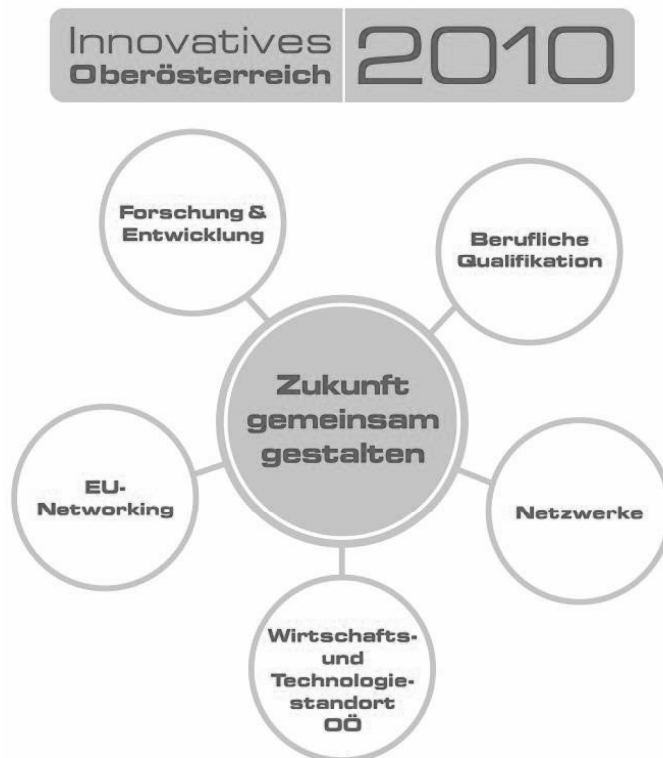 Innovatives
Oberösterreich
2010
Forschung &
Entwicklung
Berufliche
Qualifikation
Zukunft
gemeinsam
gestalten
EU-
Networking
Netzwerke
Wirtschafts-
und
Technologie-
standort
OÖ